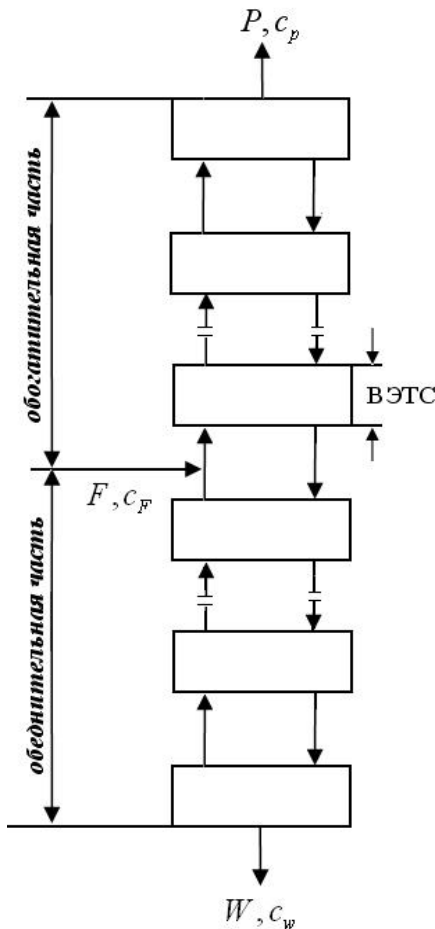 P, c_p
обогатительная часть
ВЭТС
F, c_F
обеднительная часть
W, c_w